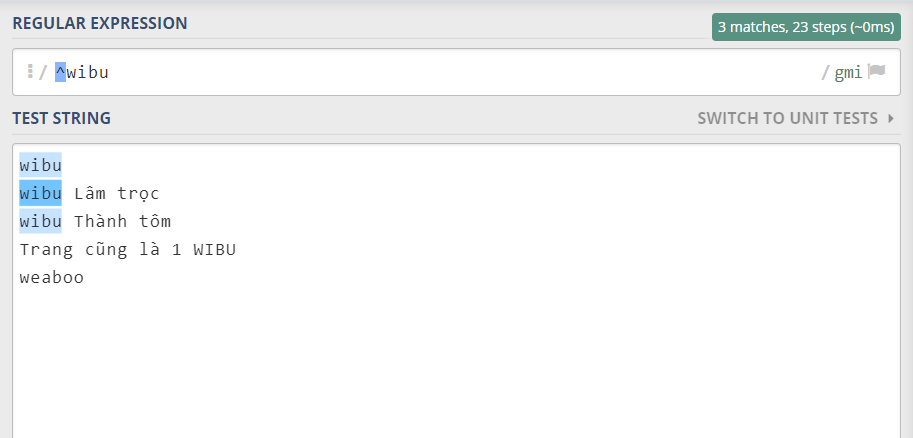 REGULAR EXPRESSION
3 matches, 23 steps (~0ms)
/ ^wibu / gmi
TEST STRING
SWITCH TO UNIT TESTS
wibu
wibu Lâm trọc
wibu Thành tôm
Trang cũng là 1 WIBU
weaboo